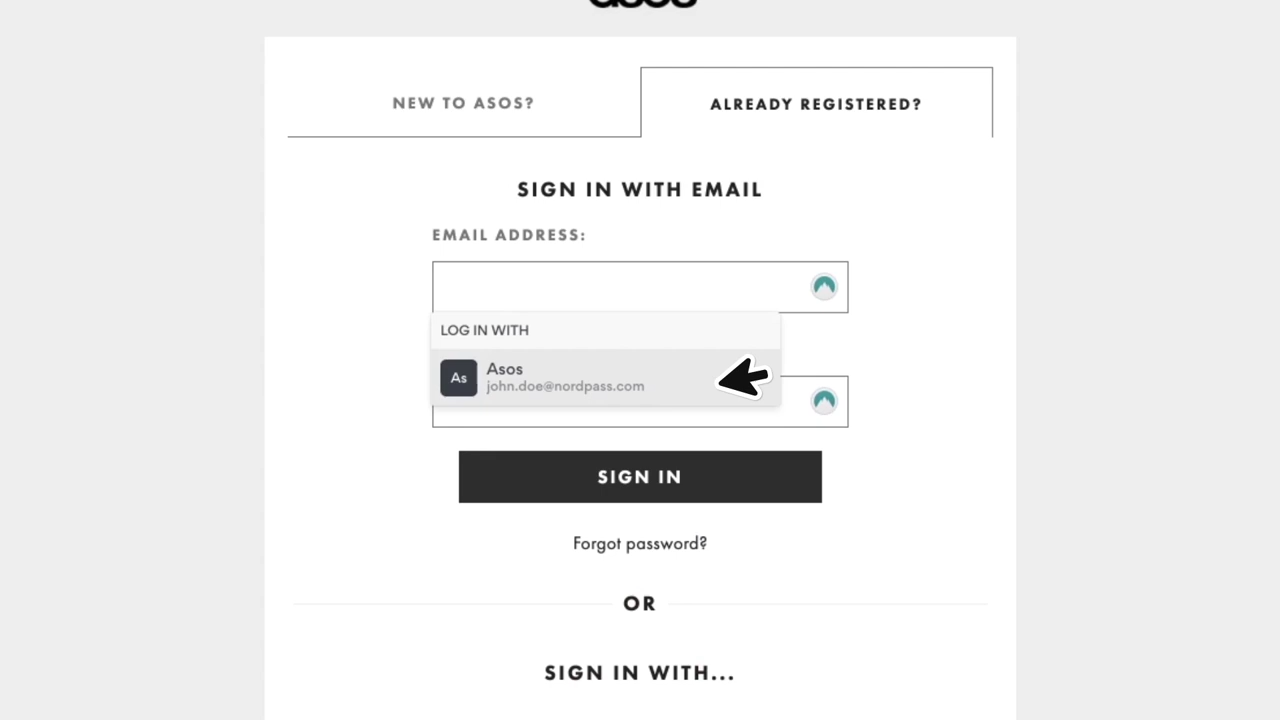 asos
NEW TO ASOS?
ALREADY REGISTERED?
SIGN IN WITH EMAIL
EMAIL ADDRESS:
LOG IN WITH
As
Asos
john.doe@nordpass.com
SIGN IN
Forgot password?
OR
SIGN IN WITH...